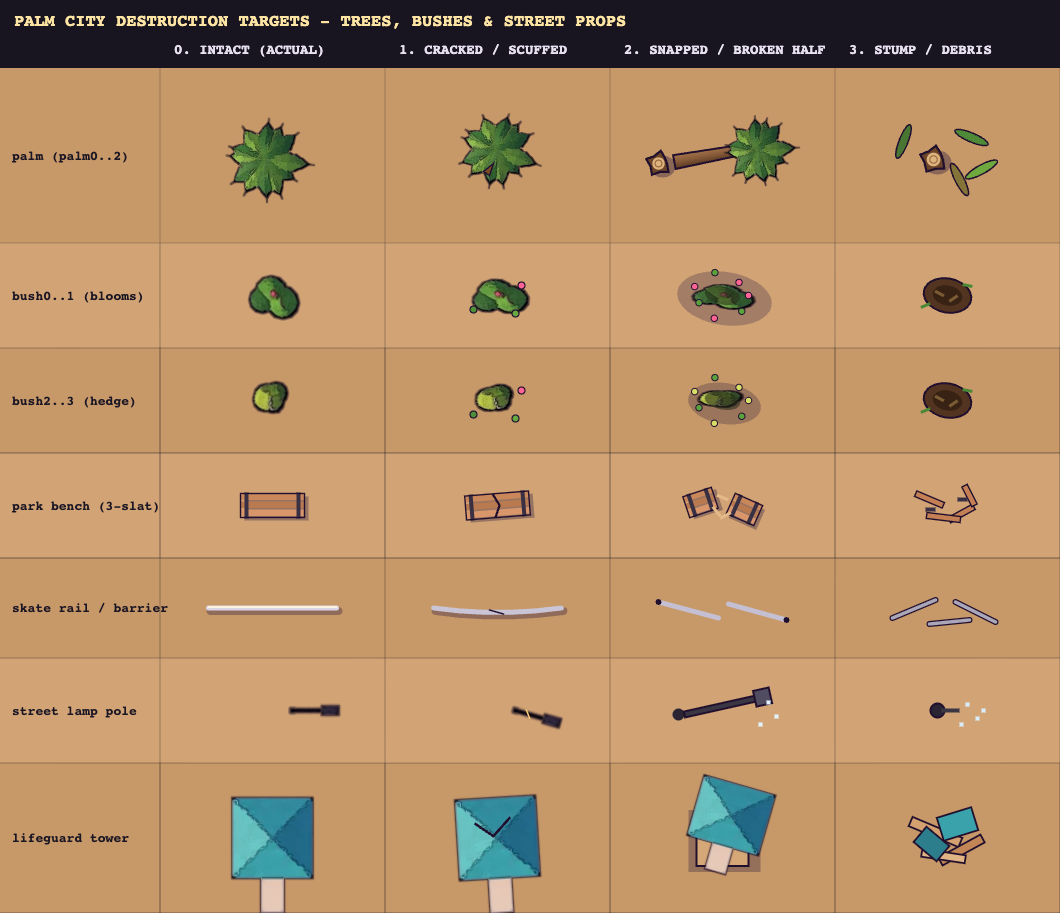 PALM CITY DESTRUCTION TARGETS - TREES, BUSHES & STREET PROPS
0. INTACT (ACTUAL) 1. CRACKED / SCUFFED 2. SNAPPED / BROKEN HALF 3. STUMP / DEBRIS
palm (palm0..2)
bush0..1 (blooms)
bush2..3 (hedge)
park bench (3-slat)
skate rail / barrier
street lamp pole
lifeguard tower